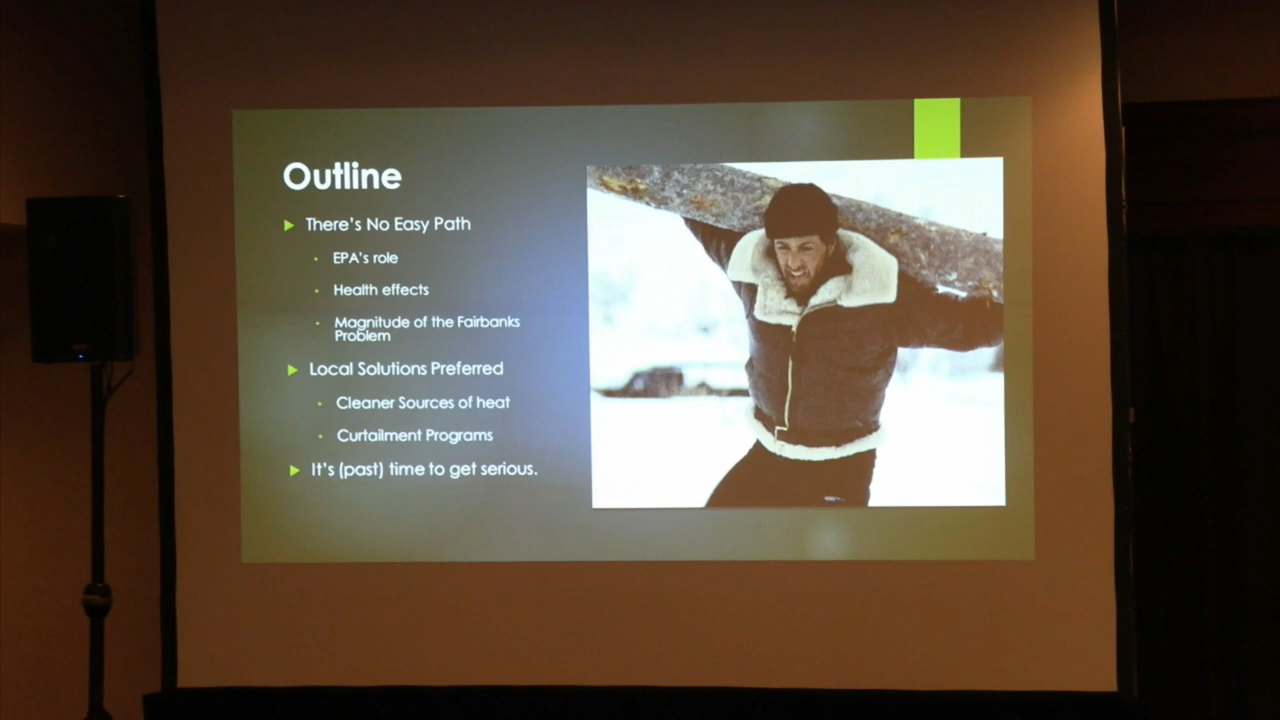 Outline
There's No Easy Path
EPA's role
Health effects
Magnitude of the Fairbanks
Problem
Local Solutions Preferred
Cleaner Sources of heat
Curtailment Programs
It's (past) time to get serious.